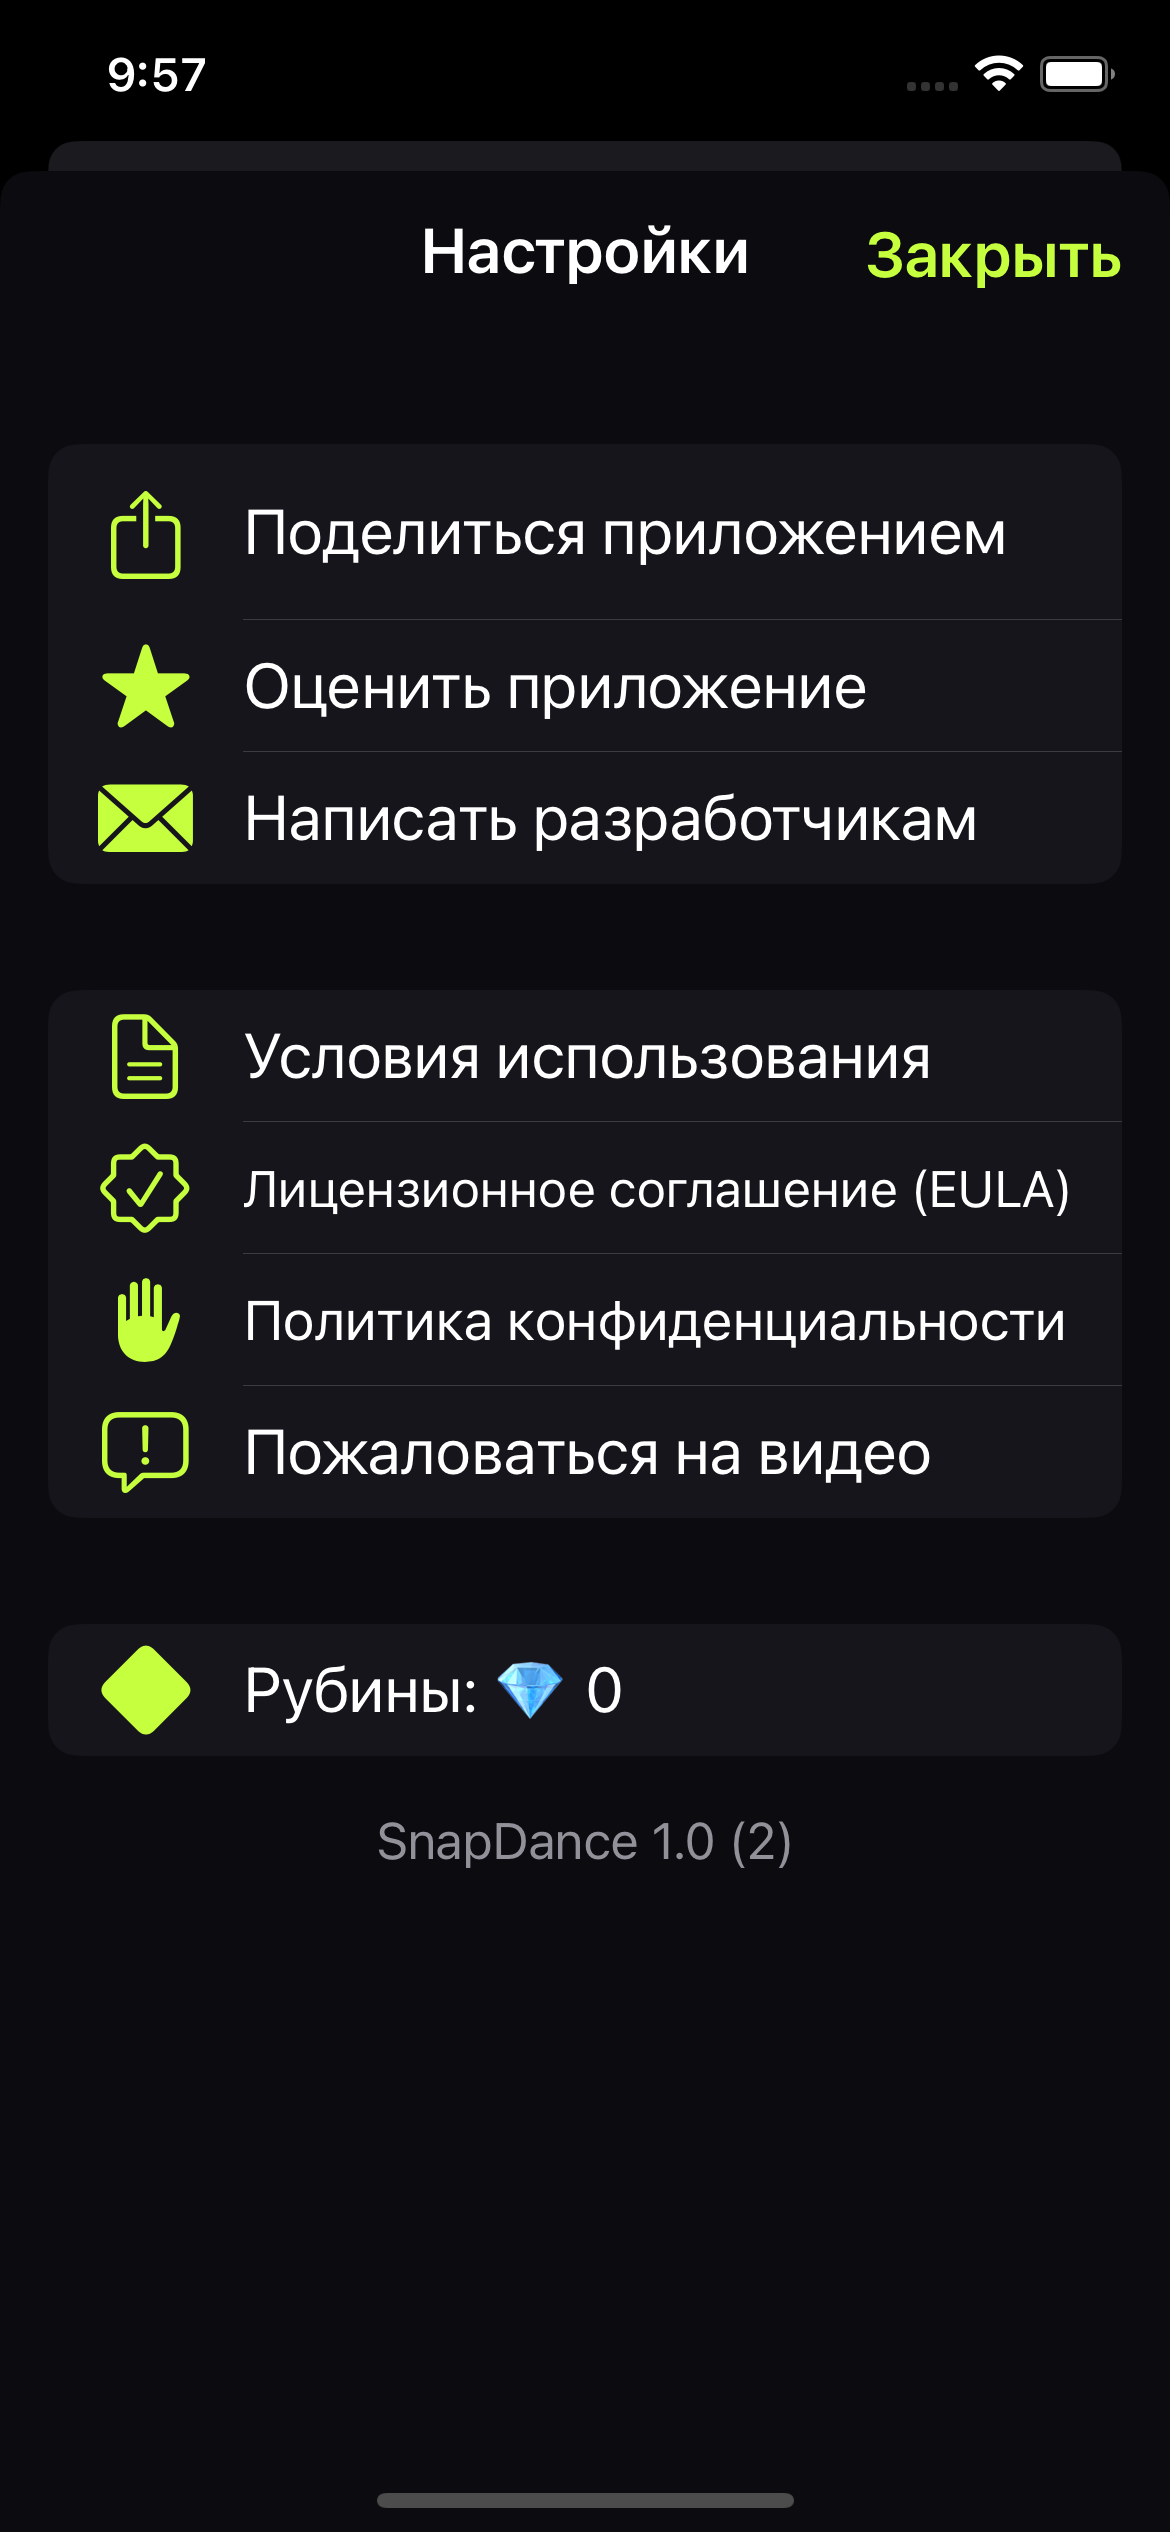 9:57
Настройки
Закрыть
Поделиться приложением
Оценить приложение
Написать разработчикам
Условия использования
Лицензионное соглашение (EULA)
Политика конфиденциальности
Пожаловаться на видео
Рубины: 💎 0
SnapDance 1.0 (2)